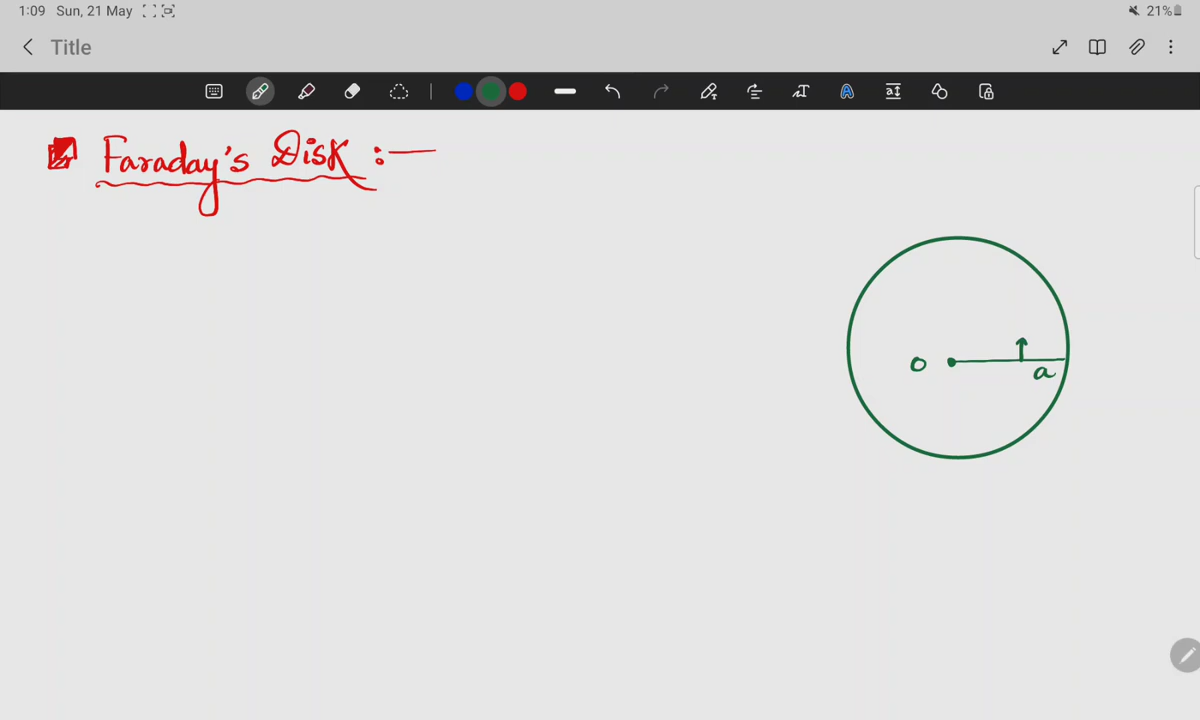 1:09 Sun, 21 May
21%
Title
Faraday's Disk :—
O
a